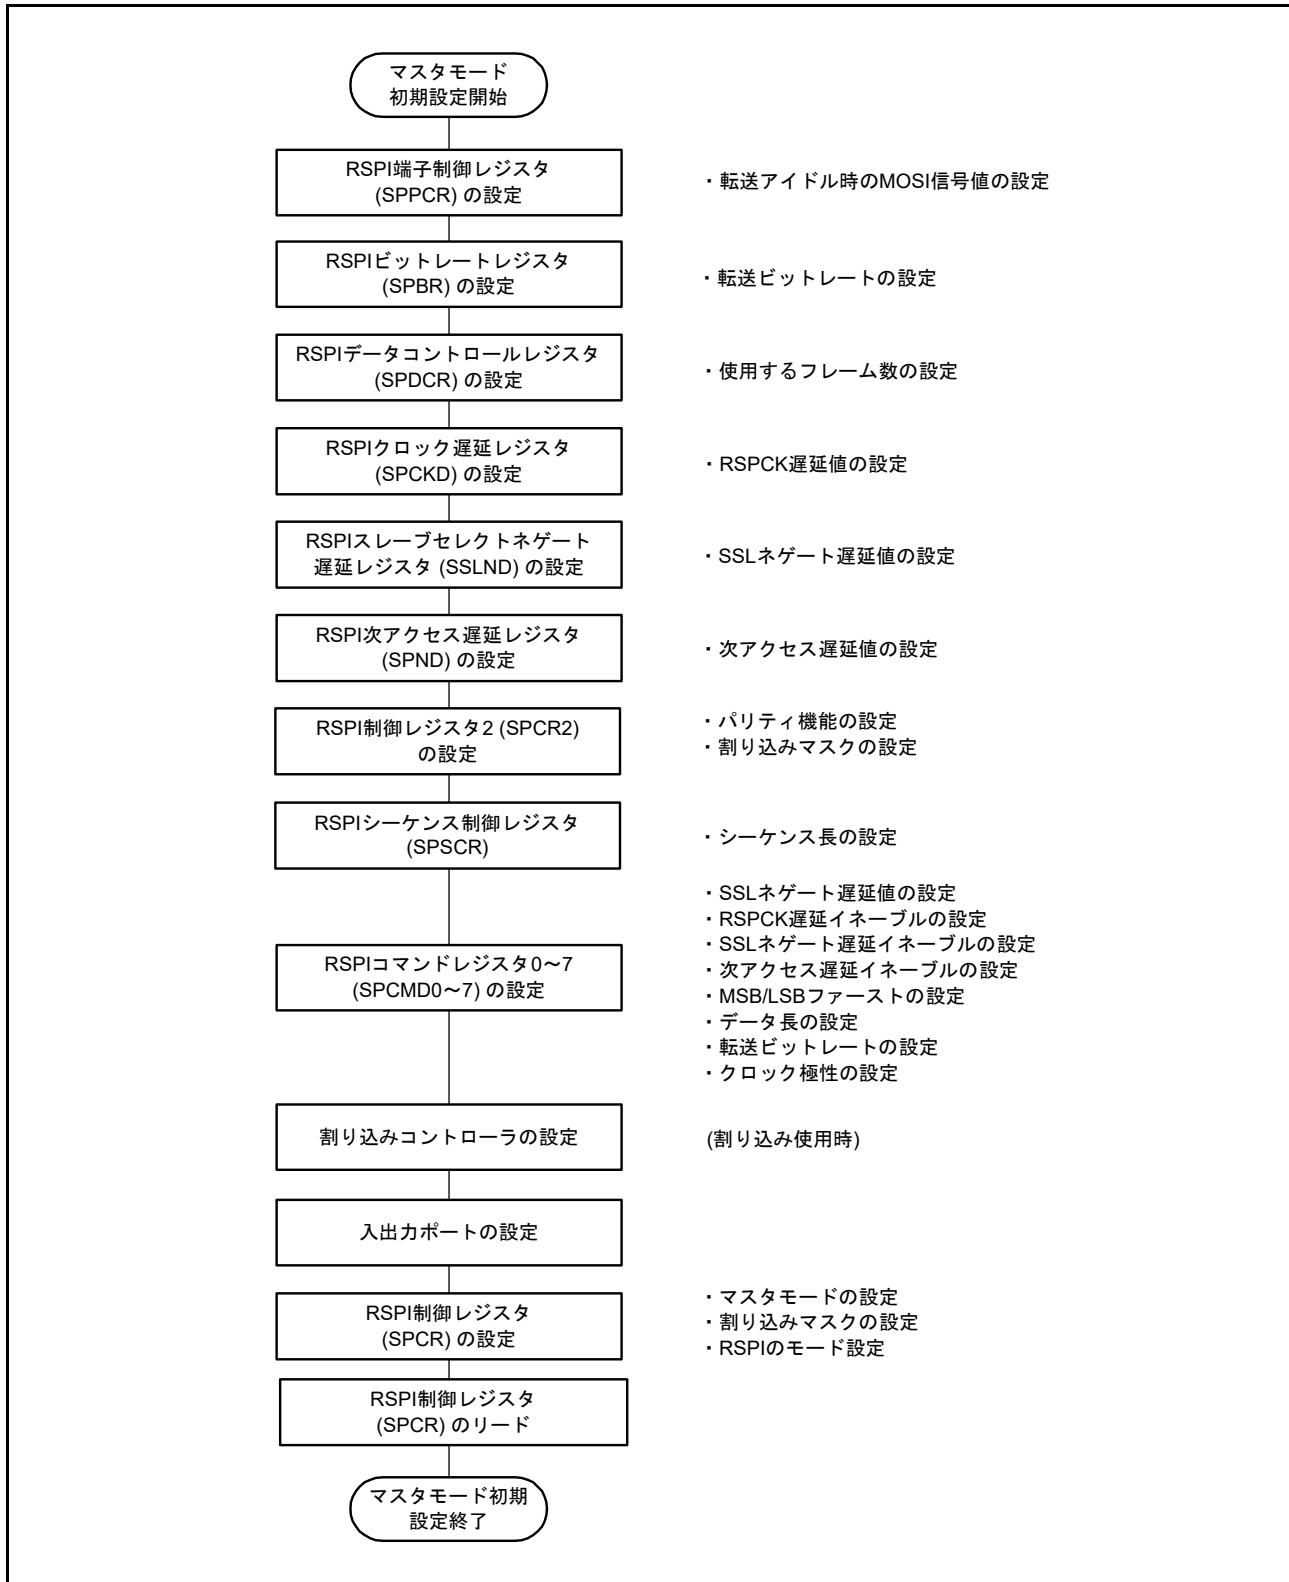 マスタモード
初期設定開始
RSPI端子制御レジスタ
(SPPCR) の設定
・転送アイドル時のMOSI信号値の設定
RSPIビットレートレジスタ
(SPBR) の設定
・転送ビットレートの設定
RSPIデータコントロールレジスタ
(SPDCR) の設定
・使用するフレーム数の設定
RSPIクロック遅延レジスタ
(SPCKD) の設定
・RSPCK遅延値の設定
RSPIスレーブセレクトネゲート
遅延レジスタ (SSLND) の設定
・SSLネゲート遅延値の設定
RSPI次アクセス遅延レジスタ
(SPND) の設定
・次アクセス遅延値の設定
RSPI制御レジスタ2 (SPCR2)
の設定
・パリティ機能の設定
・割り込みマスクの設定
RSPIシーケンス制御レジスタ
(SPSCR)
・シーケンス長の設定
RSPIコマンドレジスタ0～7
(SPCMD0～7) の設定
・SSLネゲート遅延値の設定
・RSPCK遅延イネーブルの設定
・SSLネゲート遅延イネーブルの設定
・次アクセス遅延イネーブルの設定
・MSB/LSBファーストの設定
・データ長の設定
・転送ビットレートの設定
・クロック極性の設定
割り込みコントローラの設定
(割り込み使用時)
入出力ポートの設定
RSPI制御レジスタ
(SPCR) の設定
・マスタモードの設定
・割り込みマスクの設定
・RSPIのモード設定
RSPI制御レジスタ
(SPCR) のリード
マスタモード初期
設定終了